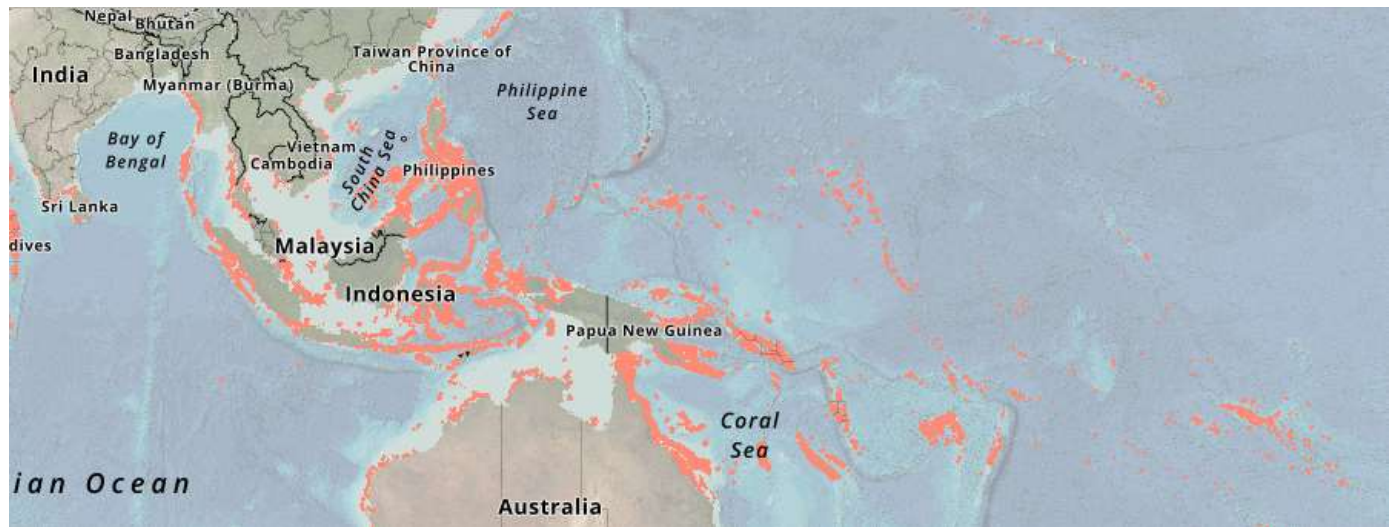 Nepal
Bhutan
Taiwan Province of
China
Bangladesh
India
Myanmar (Burma)
Philippine
Sea
Bay of
Bengal
Vietnam
Cambodia
South
China Sea
Philippines
Sri Lanka
dives
Malaysia
Indonesia
Papua New Guinea
Coral
Sea
ian Ocean
Australia